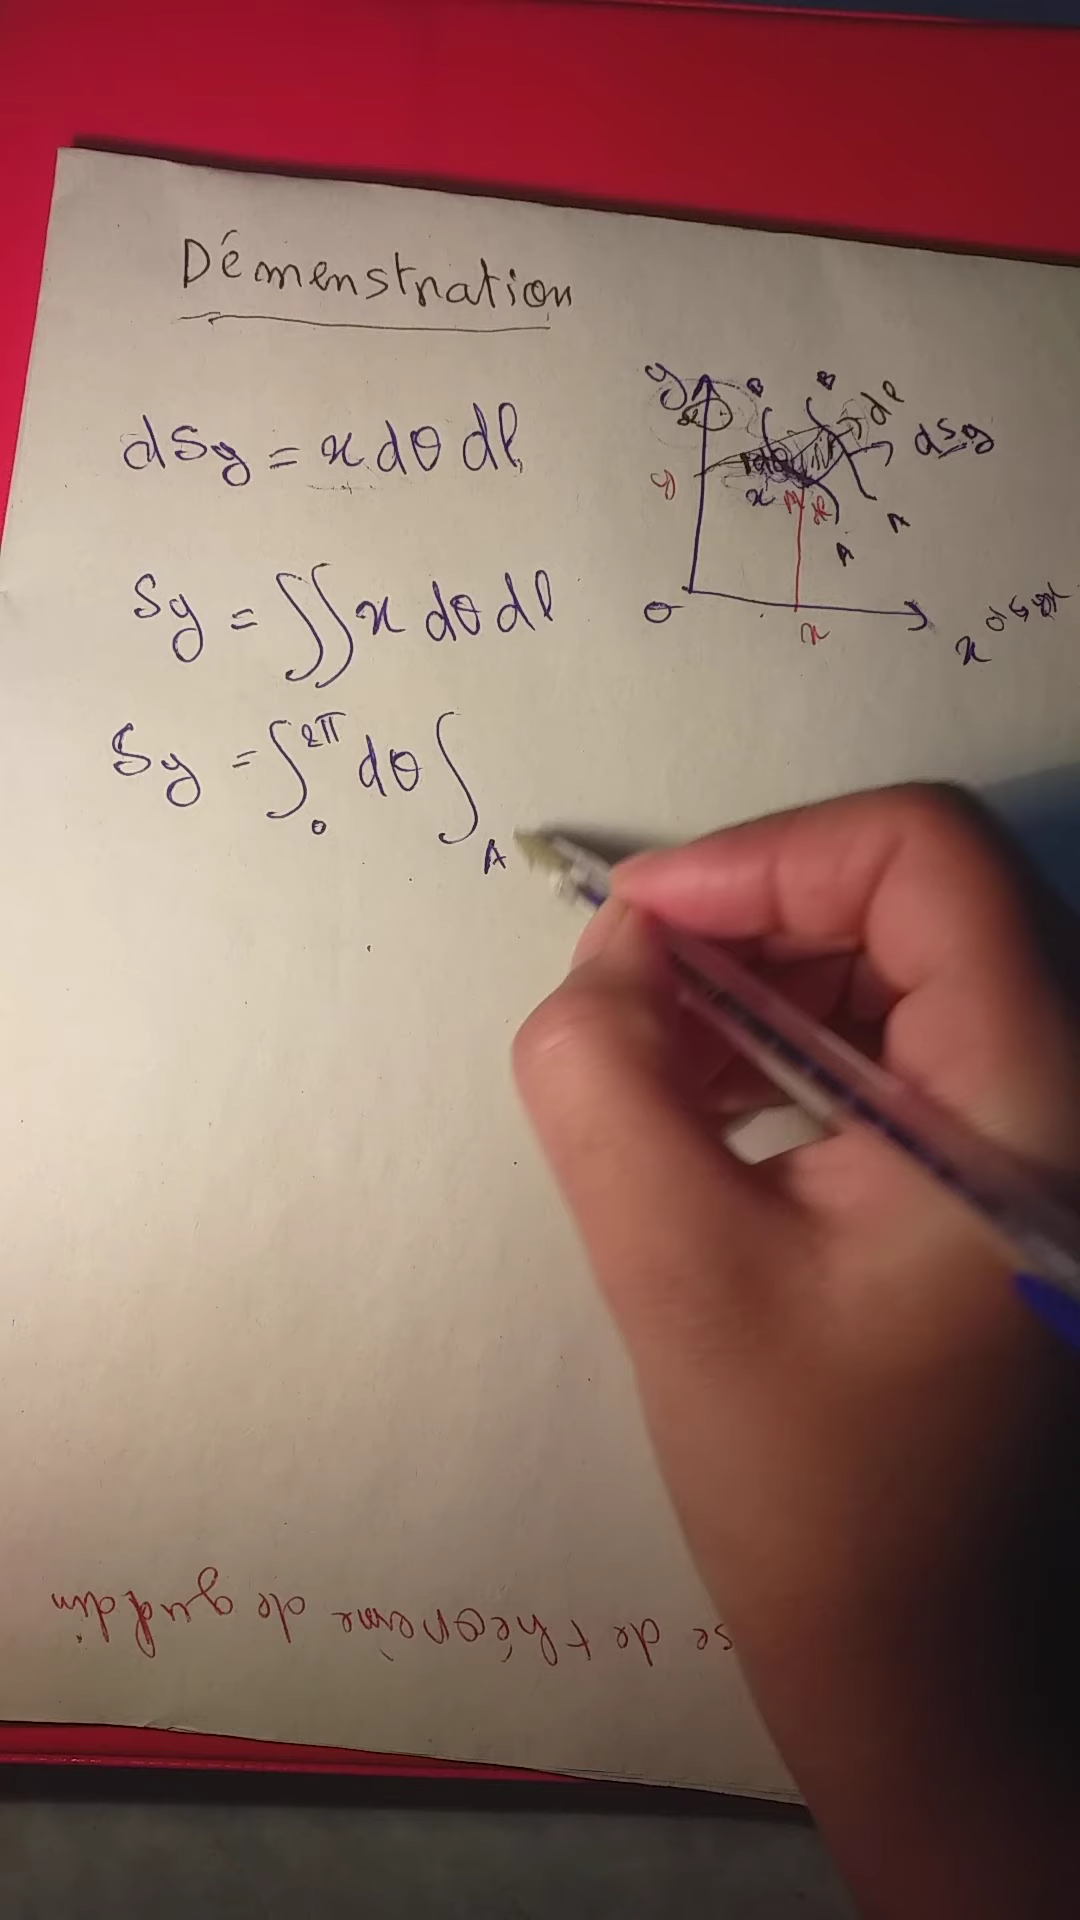 Démenstration
dSy = x dθ dl
Sy = ∬ x dθ dl
Sy = ∫₀^2π dθ ∫_A
y
B
B
dl
dSy
y
x
A
A
O
x
x
se de théorème de guldin